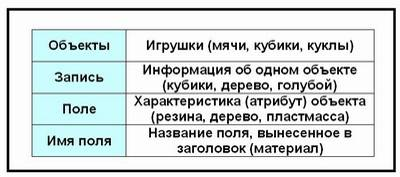 Объекты Игрушки (мячи, кубики, куклы)
Запись Информация об одном объекте
(кубики, дерево, голубой)
Поле Характеристика (атрибут) объекта
(резина, дерево, пластмасса)
Имя поля Название поля, вынесенное в
заголовок (материал)